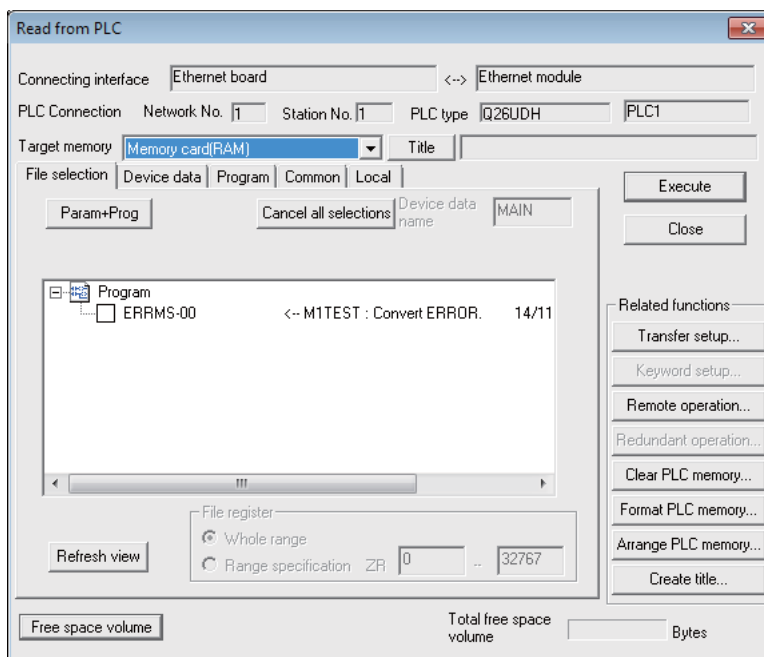 Read from PLC
Connecting interface Ethernet board <--> Ethernet module
PLC Connection Network No. 1 Station No. 1 PLC type Q26UDH PLC1
Target memory Memory card(RAM) Title
File selection Device data Program Common Local
Execute
Param+Prog Cancel all selections Device data name MAIN
Close
Program
ERRMS-00 <-- M1TEST : Convert ERROR. 14/11
Related functions
Transfer setup...
Keyword setup...
Remote operation...
Redundant operation...
Clear PLC memory...
Format PLC memory...
Arrange PLC memory...
Create title...
File register
Whole range
Refresh view
Range specification ZR 0 -- 32767
Free space volume
Total free space volume Bytes